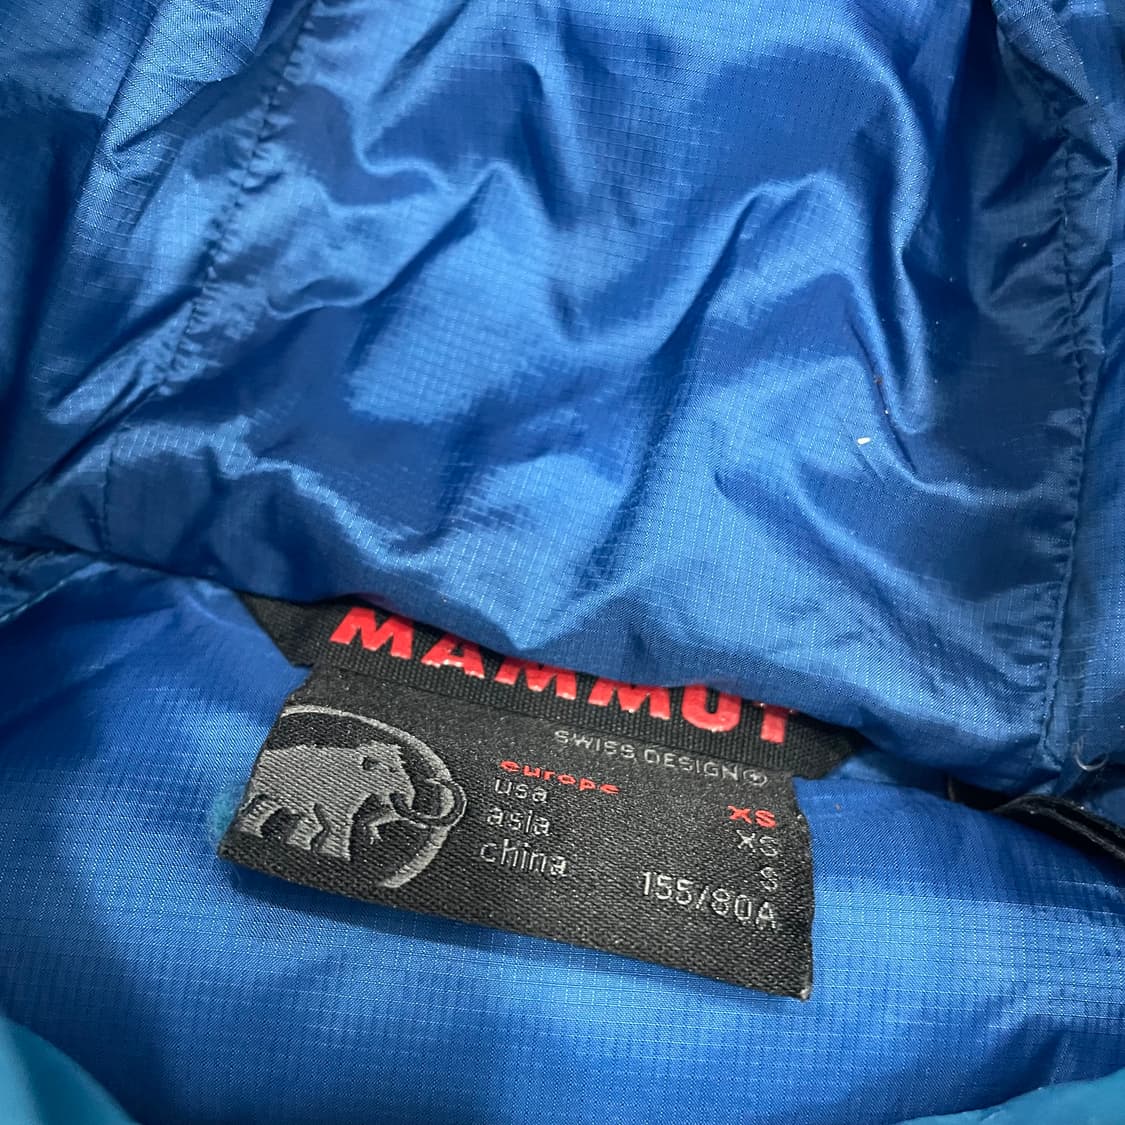 MAMMUT
SWISS DESIGN®
europe XS
usa XS
asia S
china 155/80A